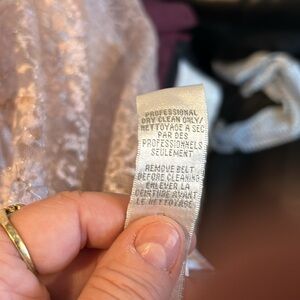 PROFESSIONAL
DRY CLEAN ONLY/
NETTOYAGE A SEC
PAR DES
PROFESSIONNELS
SEULEMENT
REMOVE BELT
BEFORE CLEANING
ENLEVER LA
CEINTURE AVANT
LE NETTOYAGE